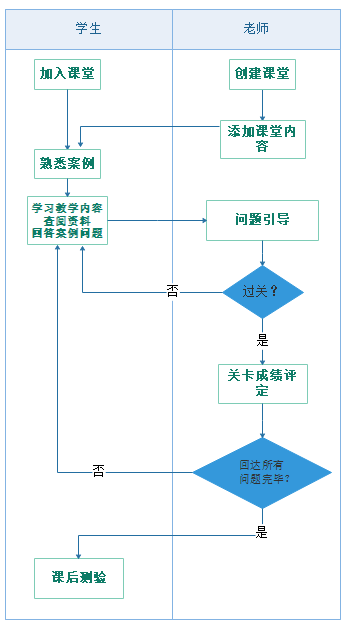 学生
老师
加入课堂
创建课堂
添加课堂内
容
熟悉案例
学习教学内容
查阅资料
回答案例问题
问题引导
过关？
否
是
关卡成绩评
定
回达所有
问题完毕？
否
是
课后测验